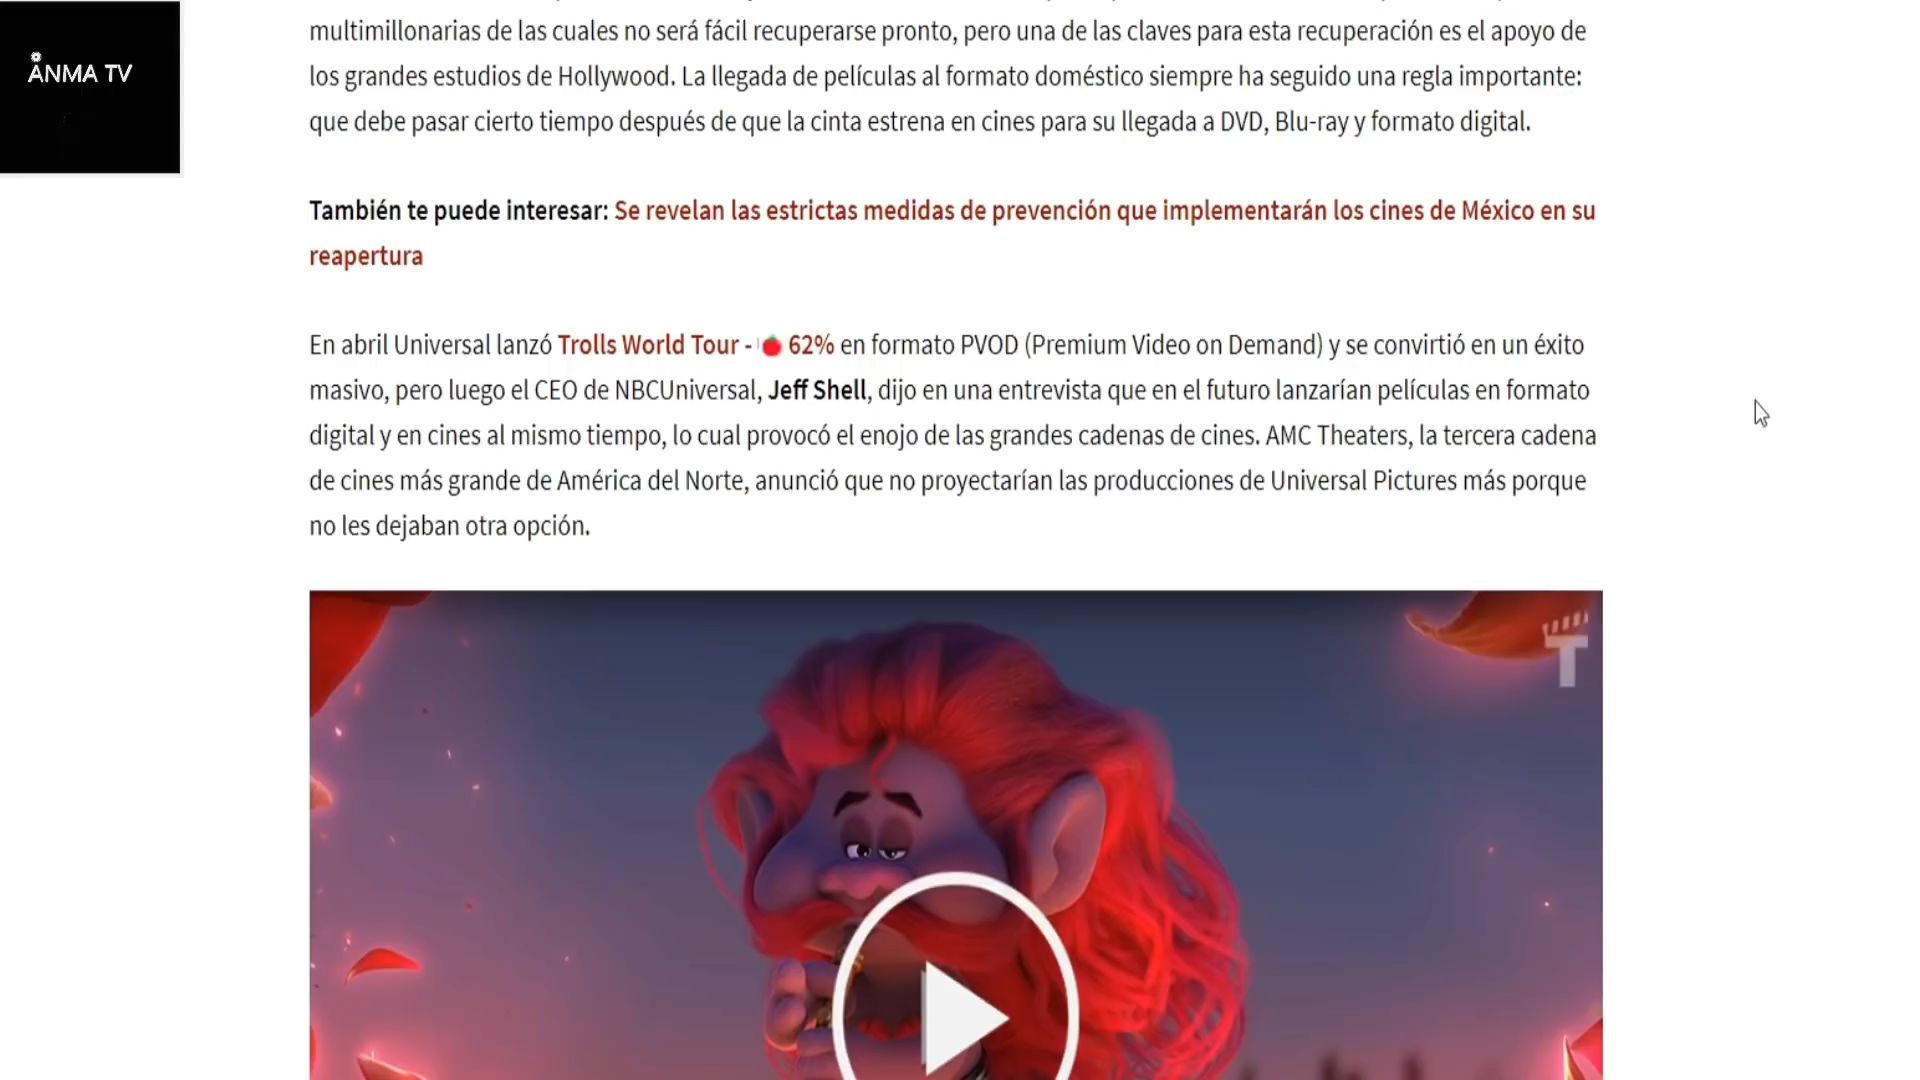 ANMA TV
multimillonarias de las cuales no será fácil recuperarse pronto, pero una de las claves para esta recuperación es el apoyo de
los grandes estudios de Hollywood. La llegada de películas al formato doméstico siempre ha seguido una regla importante:
que debe pasar cierto tiempo después de que la cinta estrena en cines para su llegada a DVD, Blu-ray y formato digital.
También te puede interesar: Se revelan las estrictas medidas de prevención que implementarán los cines de México en su
reapertura
En abril Universal lanzó Trolls World Tour - 62% en formato PVOD (Premium Video on Demand) y se convirtió en un éxito
masivo, pero luego el CEO de NBCUniversal, Jeff Shell, dijo en una entrevista que en el futuro lanzarían películas en formato
digital y en cines al mismo tiempo, lo cual provocó el enojo de las grandes cadenas de cines. AMC Theaters, la tercera cadena
de cines más grande de América del Norte, anunció que no proyectarían las producciones de Universal Pictures más porque
no les dejaban otra opción.
T